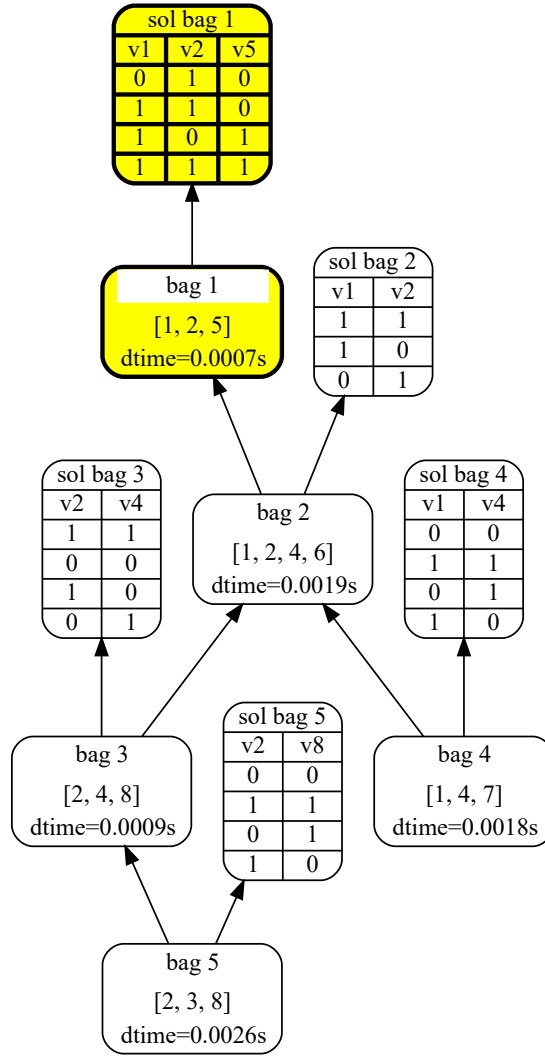 sol bag 1
v1 v2 v5
0 1 0
1 1 0
1 0 1
1 1 1
bag 1
[1, 2, 5]
dtime=0.0007s
sol bag 2
v1 v2
1 1
1 0
0 1
sol bag 3
v2 v4
1 1
0 0
1 0
0 1
bag 2
[1, 2, 4, 6]
dtime=0.0019s
sol bag 4
v1 v4
0 0
1 1
0 1
1 0
bag 3
[2, 4, 8]
dtime=0.0009s
sol bag 5
v2 v8
0 0
1 1
0 1
1 0
bag 4
[1, 4, 7]
dtime=0.0018s
bag 5
[2, 3, 8]
dtime=0.0026s